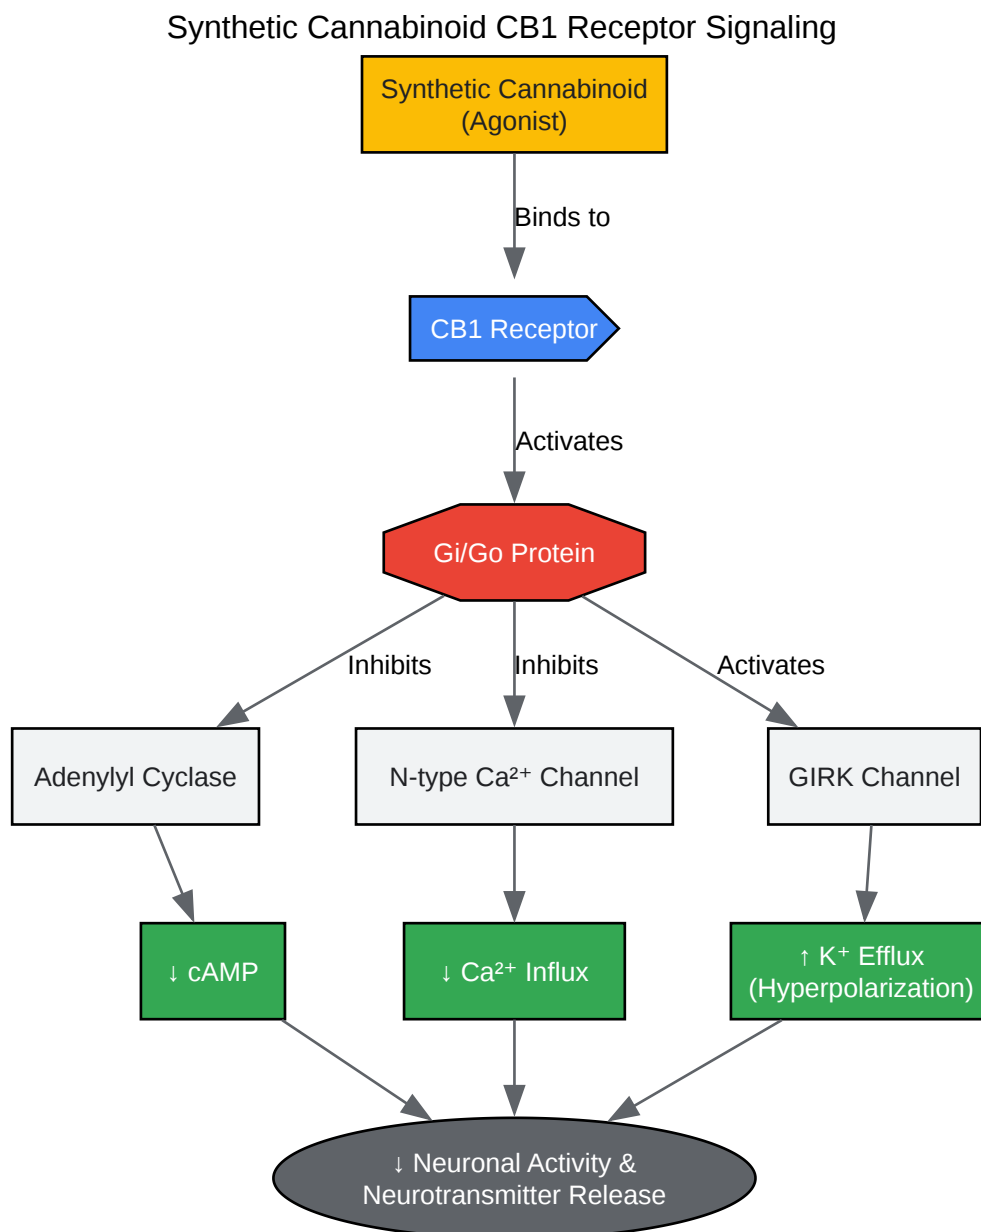 Synthetic Cannabinoid CB1 Receptor Signaling
Synthetic Cannabinoid
(Agonist)
Binds to
CB1 Receptor
Activates
Gi/Go Protein
Inhibits
Inhibits
Activates
Adenylyl Cyclase
N-type Ca²⁺ Channel
GIRK Channel
↓ cAMP
↓ Ca²⁺ Influx
↑ K⁺ Efflux
(Hyperpolarization)
↓ Neuronal Activity &
Neurotransmitter Release